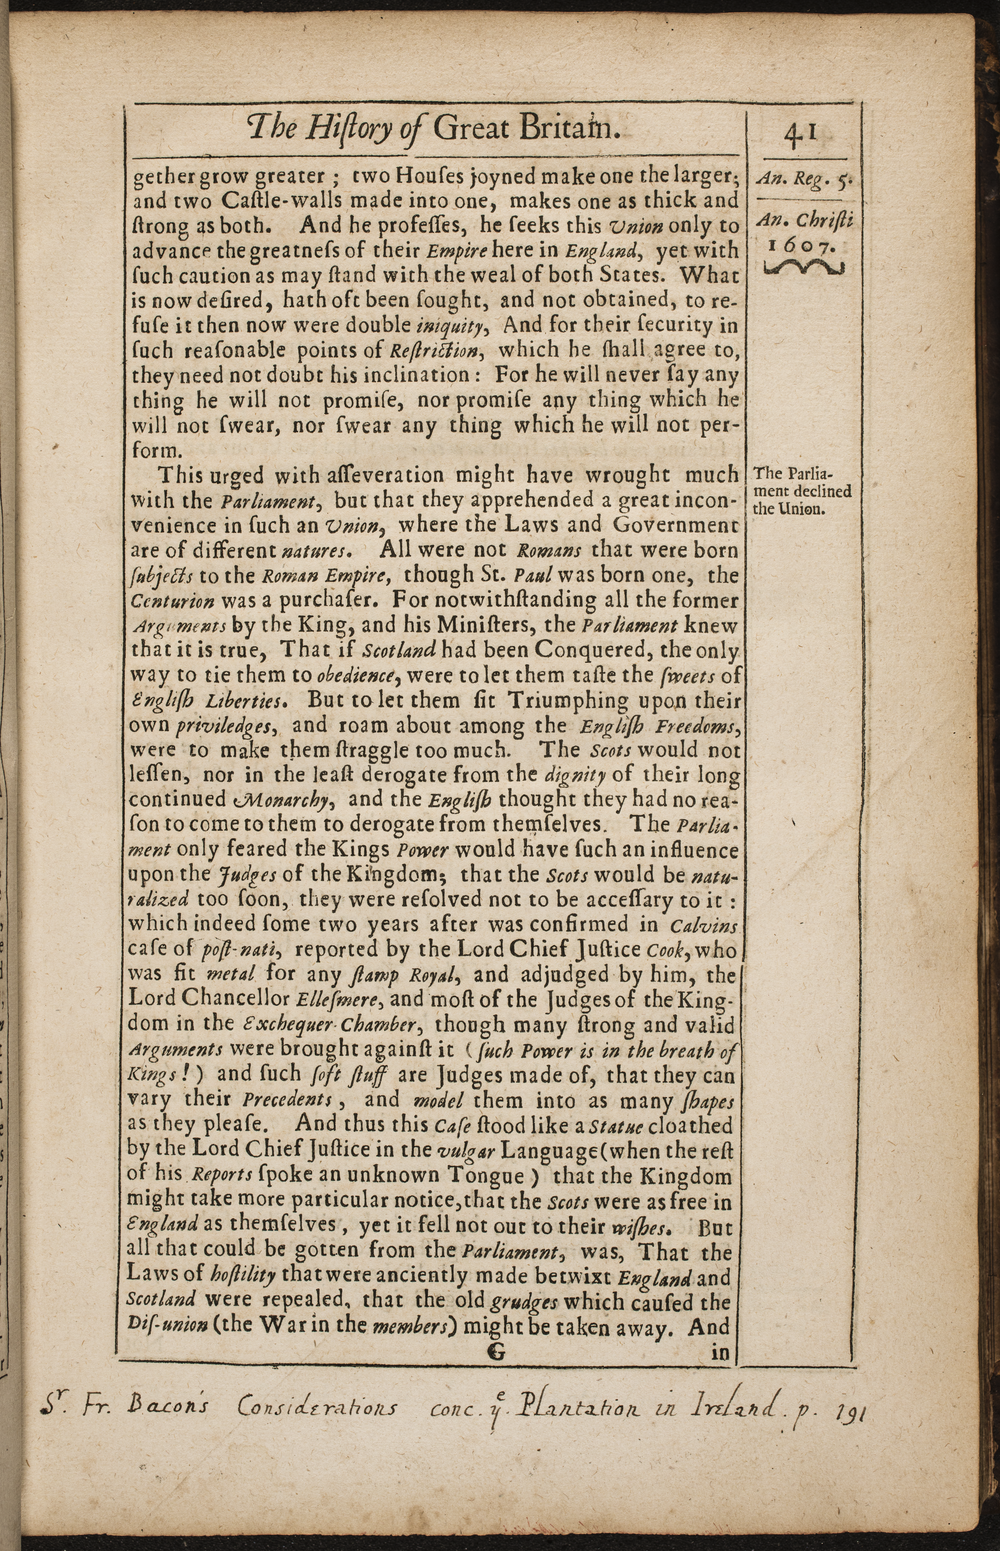 The Hiſtory of Great Britain.
41
An. Reg. 5.
An. Chriſti
1607.
gether grow greater ; two Houſes joyned make one the larger;
and two Caſtle-walls made into one, makes one as thick and
ſtrong as both. And he profeſſes, he ſeeks this Union only to
advance the greatneſs of their Empire here in England, yet with
ſuch caution as may ſtand with the weal of both States. What
is now deſired, hath oft been ſought, and not obtained, to re-
fuſe it then now were double iniquity, And for their ſecurity in
ſuch reaſonable points of Reſtriction, which he ſhall agree to,
they need not doubt his inclination : For he will never ſay any
thing he will not promiſe, nor promiſe any thing which he
will not ſwear, nor ſwear any thing which he will not per-
form.
This urged with aſſeveration might have wrought much
with the Parliament, but that they apprehended a great incon-
venience in ſuch an Union, where the Laws and Government
are of different natures. All were not Romans that were born
ſubjects to the Roman Empire, though St. Paul was born one, the
Centurion was a purchaſer. For notwithſtanding all the former
Arguments by the King, and his Miniſters, the Parliament knew
that it is true, That if Scotland had been Conquered, the only
way to tie them to obedience, were to let them taſte the ſweets of
Engliſh Liberties. But to let them ſit Triumphing upon their
own priviledges, and roam about among the Engliſh Freedoms,
were to make them ſtraggle too much. The Scots would not
leſſen, nor in the leaſt derogate from the dignity of their long
continued Monarchy, and the Engliſh thought they had no rea-
ſon to come to them to derogate from themſelves. The Parlia-
ment only feared the Kings Power would have ſuch an influence
upon the Judges of the Kingdom; that the Scots would be natu-
ralized too ſoon, they were reſolved not to be acceſſary to it :
which indeed ſome two years after was confirmed in Calvins
caſe of poſt-nati, reported by the Lord Chief Juſtice Cook, who
was fit metal for any ſtamp Royal, and adjudged by him, the
Lord Chancellor Elleſmere, and moſt of the Judges of the King-
dom in the Exchequer-Chamber, though many ſtrong and valid
Arguments were brought againſt it (ſuch Power is in the breath of
Kings!) and ſuch ſoft ſtuff are Judges made of, that they can
vary their Precedents, and model them into as many ſhapes
as they pleaſe. And thus this Caſe ſtood like a Statue cloathed
by the Lord Chief Juſtice in the vulgar Language(when the reſt
of his Reports ſpoke an unknown Tongue) that the Kingdom
might take more particular notice,that the Scots were as free in
England as themſelves, yet it fell not out to their wiſhes. But
all that could be gotten from the Parliament, was, That the
Laws of hoſtility that were anciently made betwixt England and
Scotland were repealed, that the old grudges which cauſed the
Diſ-union (the War in the members) might be taken away. And
G in
The Parlia-
ment declined
the Union.
Sr. Fr. Bacon's Considerations conc. ye. Plantation in Ireland. p. 191